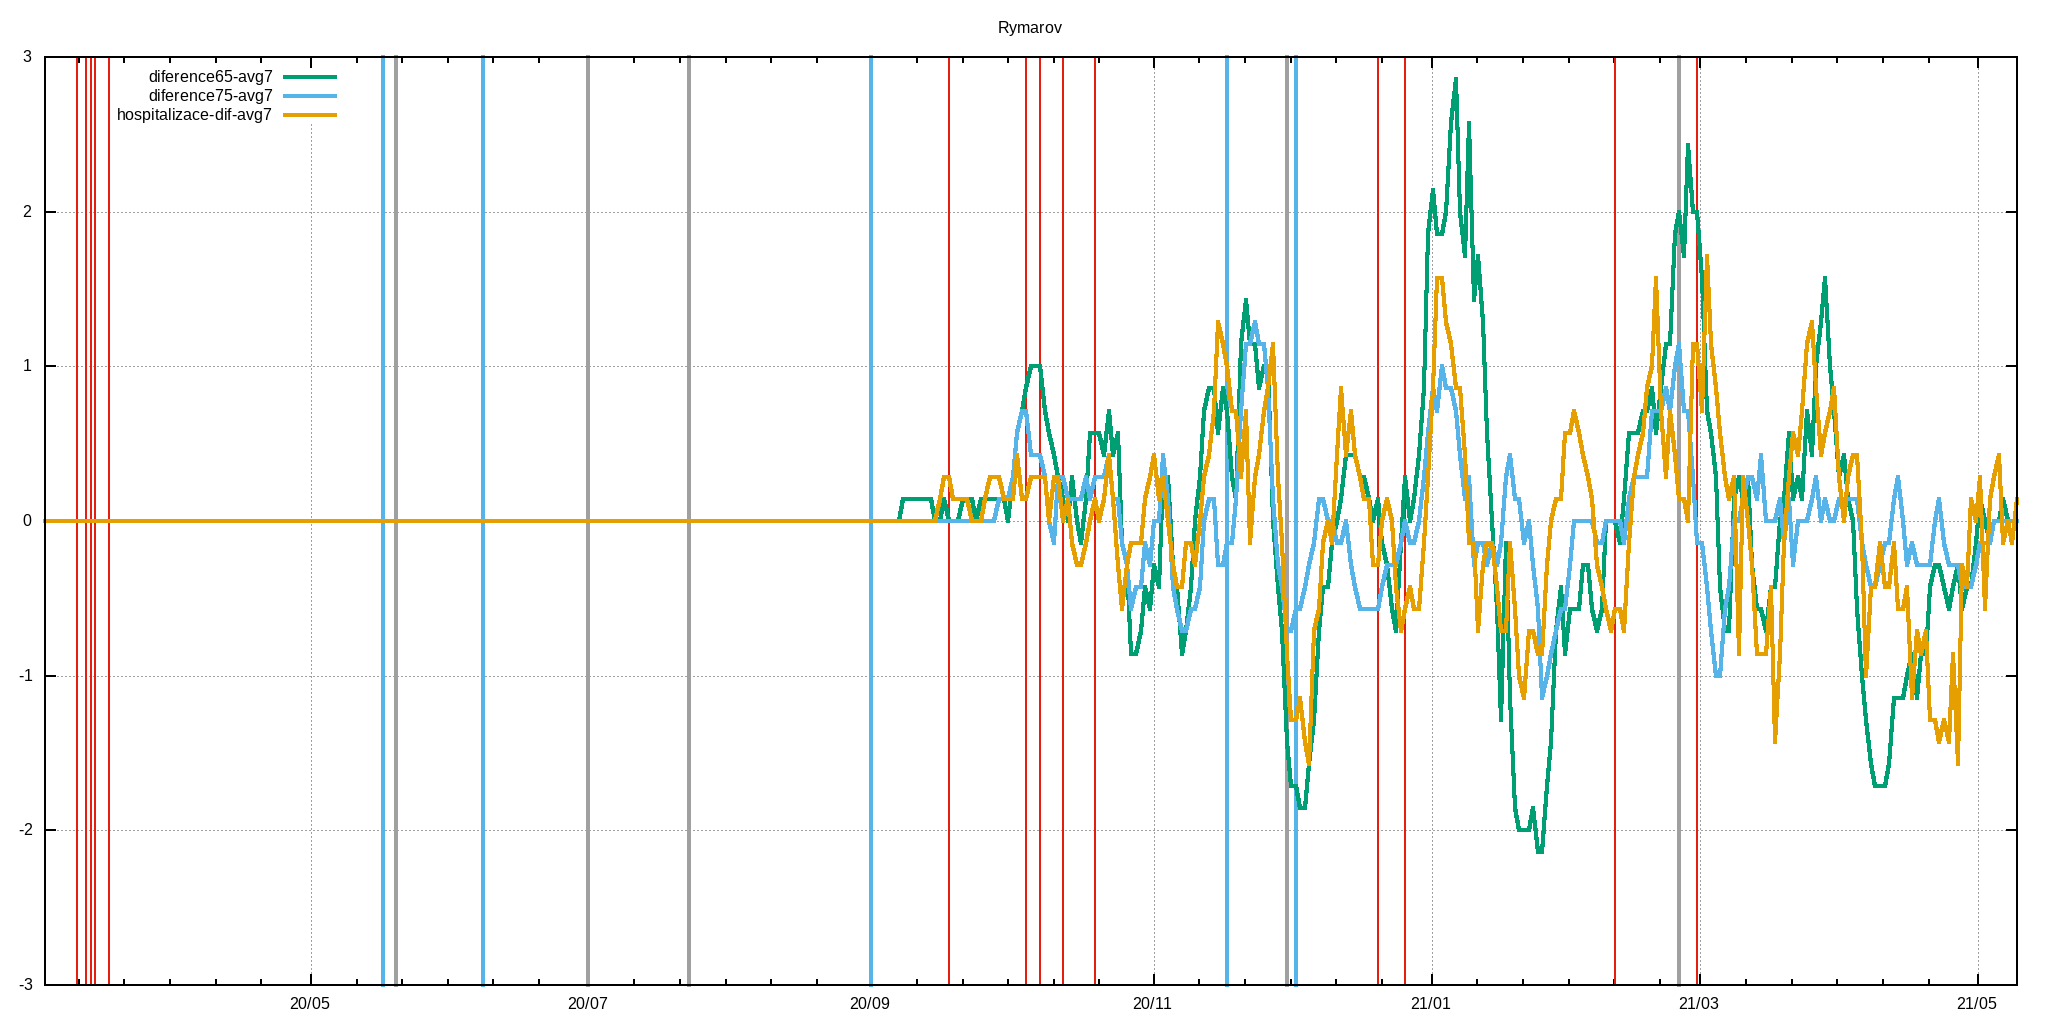 Rymarov
3
diference65-avg7
diference75-avg7
hospitalizace-dif-avg7
2
1
0
-1
-2
-3
20/05 20/07 20/09 20/11 21/01 21/03 21/05